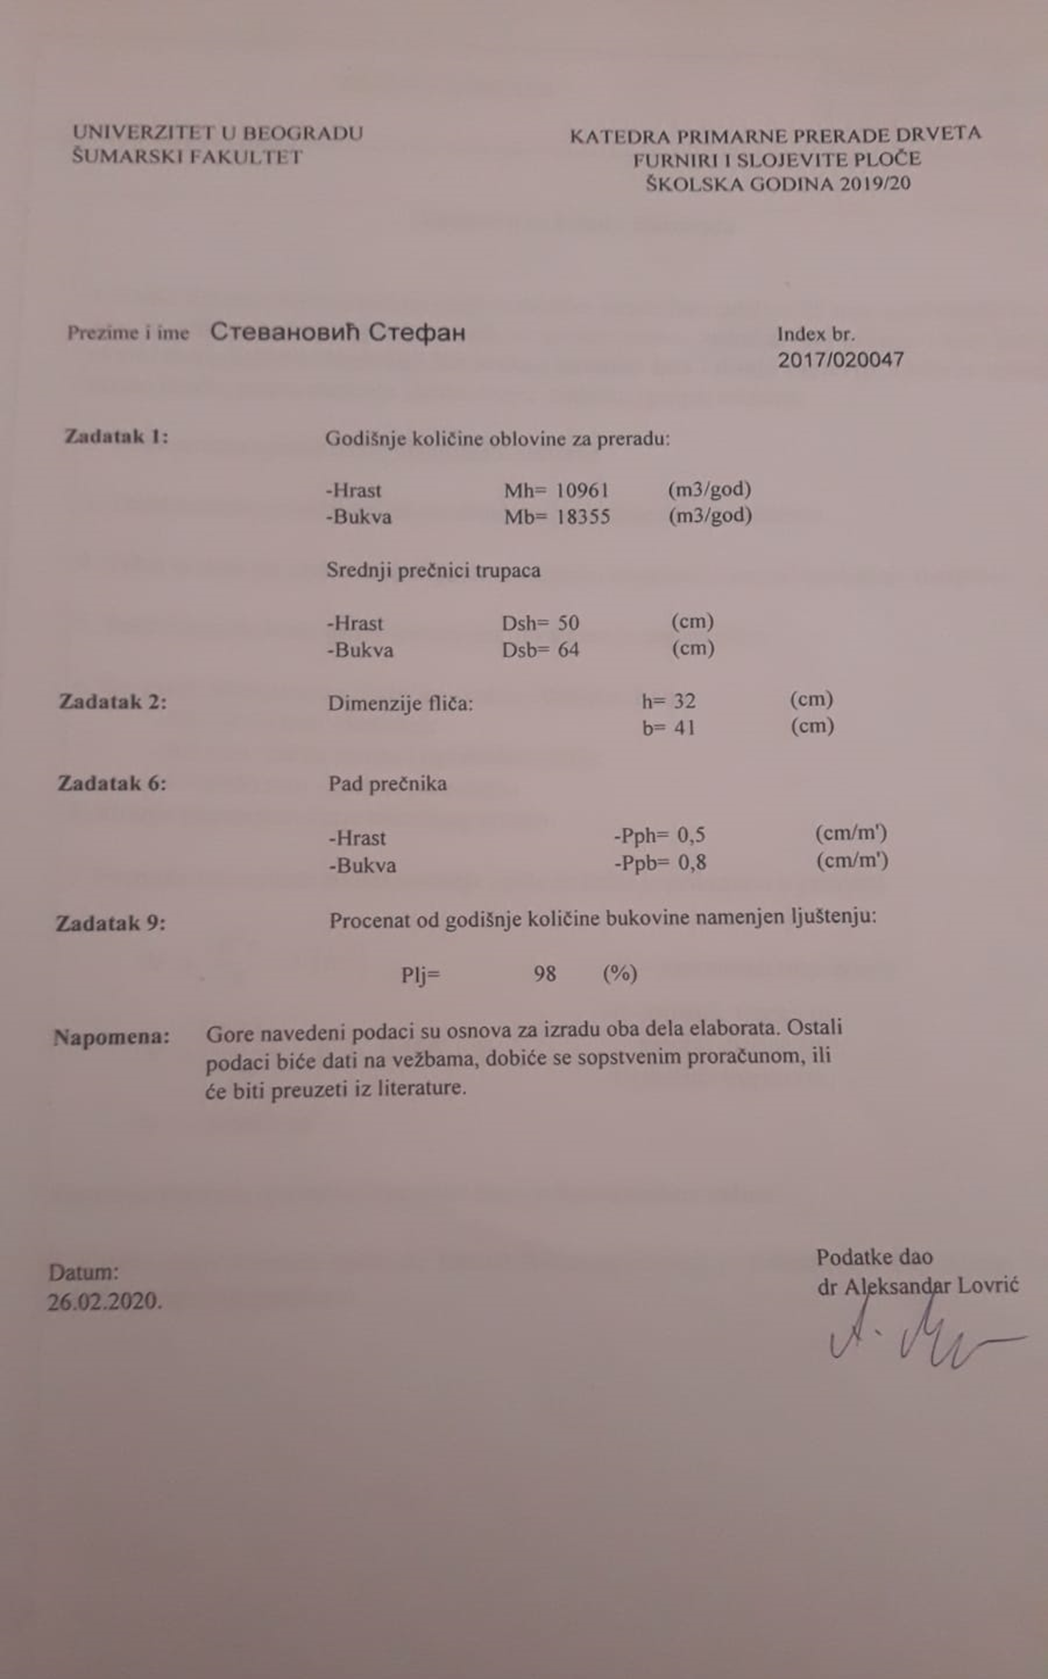 UNIVERZITET U BEOGRADU
ŠUMARSKI FAKULTET
KATEDRA PRIMARNE PRERADE DRVETA
FURNIRI I SLOJEVITE PLOČE
ŠKOLSKA GODINA 2019/20
Prezime i ime Стевановић Стефан
Index br.
2017/020047
Zadatak 1: Godišnje količine oblovine za preradu:
-Hrast Mh= 10961 (m3/god)
-Bukva Mb= 18355 (m3/god)
Srednji prečnici trupaca
-Hrast Dsh= 50 (cm)
-Bukva Dsb= 64 (cm)
Zadatak 2: Dimenzije fliča: h= 32 (cm)
b= 41 (cm)
Zadatak 6: Pad prečnika
-Hrast -Pph= 0,5 (cm/m')
-Bukva -Ppb= 0,8 (cm/m')
Zadatak 9: Procenat od godišnje količine bukovine namenjen ljuštenju:
Plj= 98 (%)
Napomena: Gore navedeni podaci su osnova za izradu oba dela elaborata. Ostali
podaci biće dati na vežbama, dobiće se sopstvenim proračunom, ili
će biti preuzeti iz literature.
Datum:
26.02.2020.
Podatke dao
dr Aleksandar Lovrić